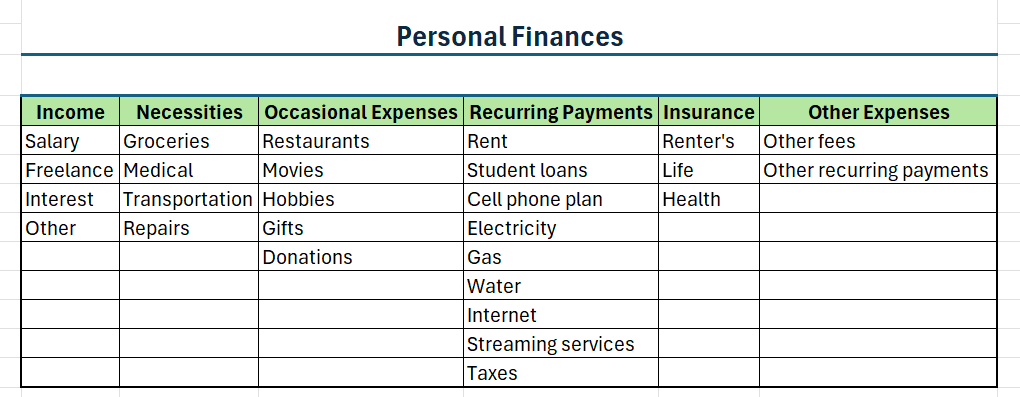 Personal Finances
Income Necessities Occasional Expenses Recurring Payments Insurance Other Expenses
Salary Groceries Restaurants Rent Renter's Other fees
Freelance Medical Movies Student loans Life Other recurring payments
Interest Transportation Hobbies Cell phone plan Health
Other Repairs Gifts Electricity
Donations Gas
Water
Internet
Streaming services
Taxes